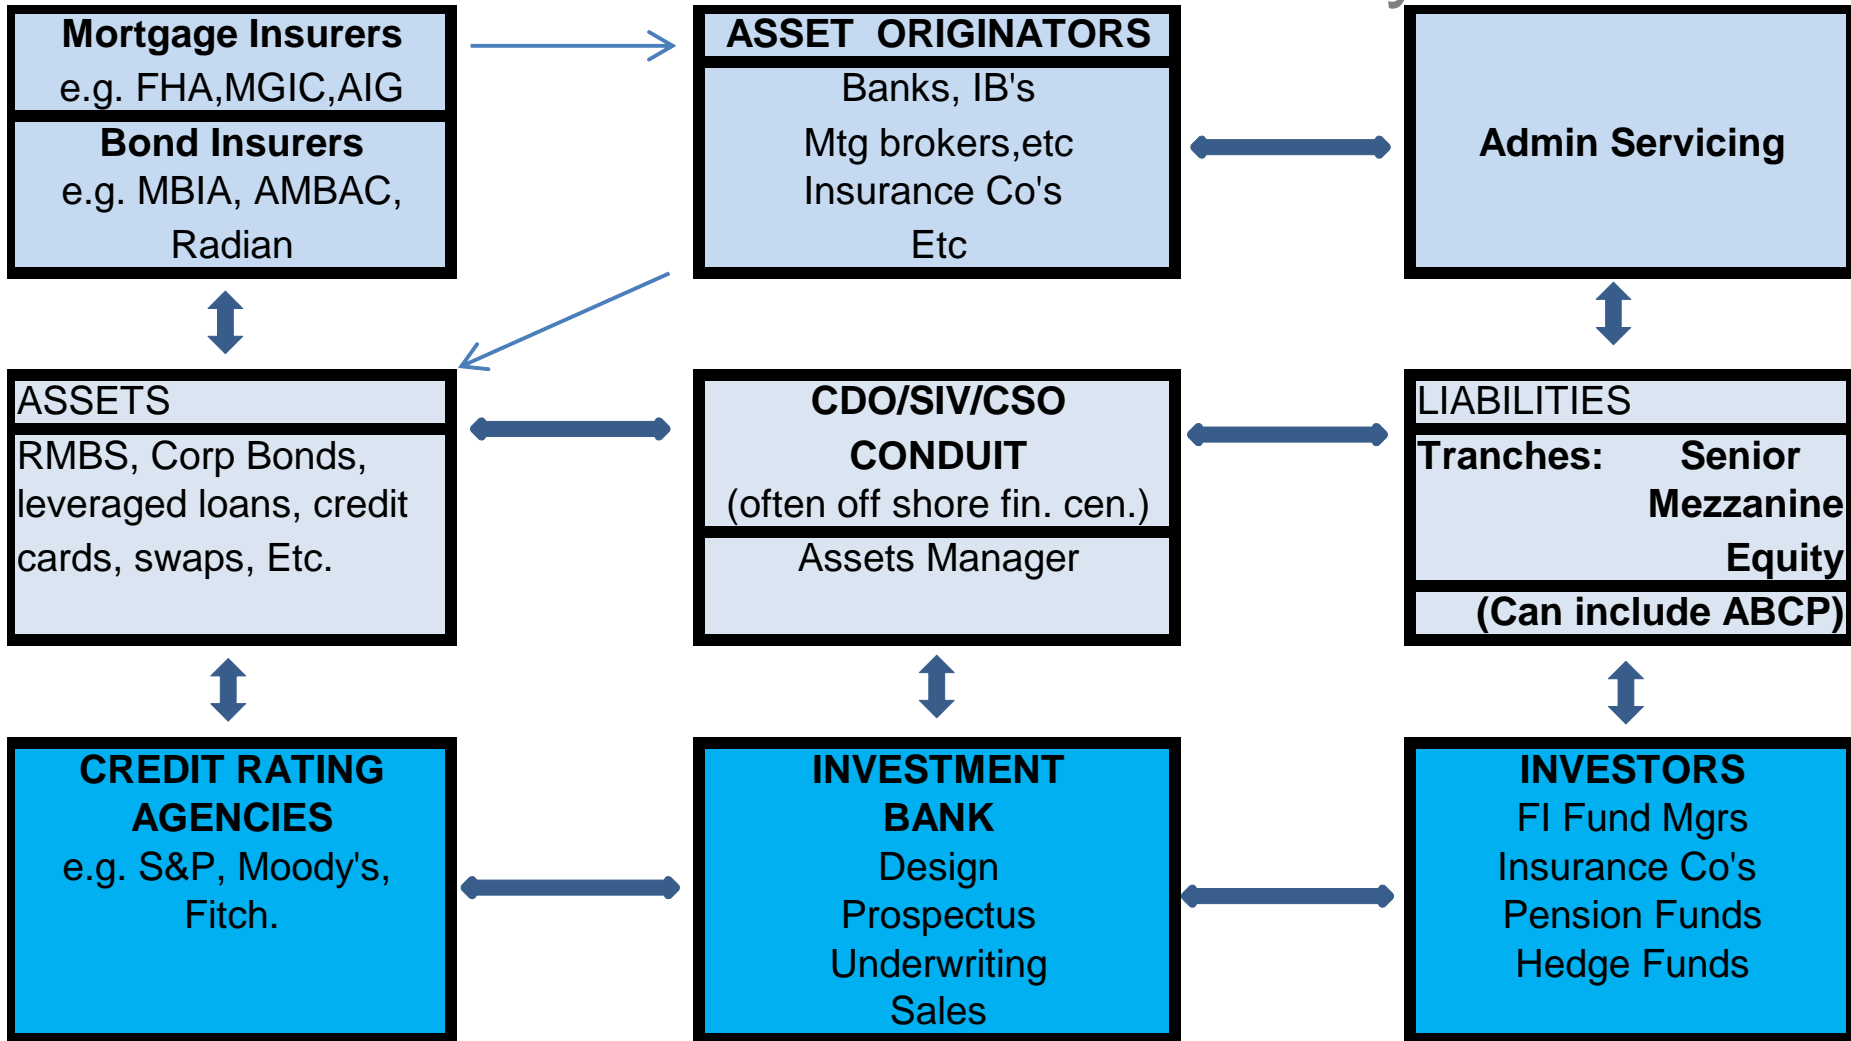 Mortgage Insurers
e.g. FHA,MGIC,AIG
Bond Insurers
e.g. MBIA, AMBAC,
Radian
ASSET ORIGINATORS
Banks, IB's
Mtg brokers,etc
Insurance Co's
Etc
Admin Servicing
ASSETS
RMBS, Corp Bonds,
leveraged loans, credit
cards, swaps, Etc.
CDO/SIV/CSO
CONDUIT
(often off shore fin. cen.)
Assets Manager
LIABILITIES
Tranches: Senior
Mezzanine
Equity
(Can include ABCP)
CREDIT RATING
AGENCIES
e.g. S&P, Moody's,
Fitch.
INVESTMENT
BANK
Design
Prospectus
Underwriting
Sales
INVESTORS
FI Fund Mgrs
Insurance Co's
Pension Funds
Hedge Funds